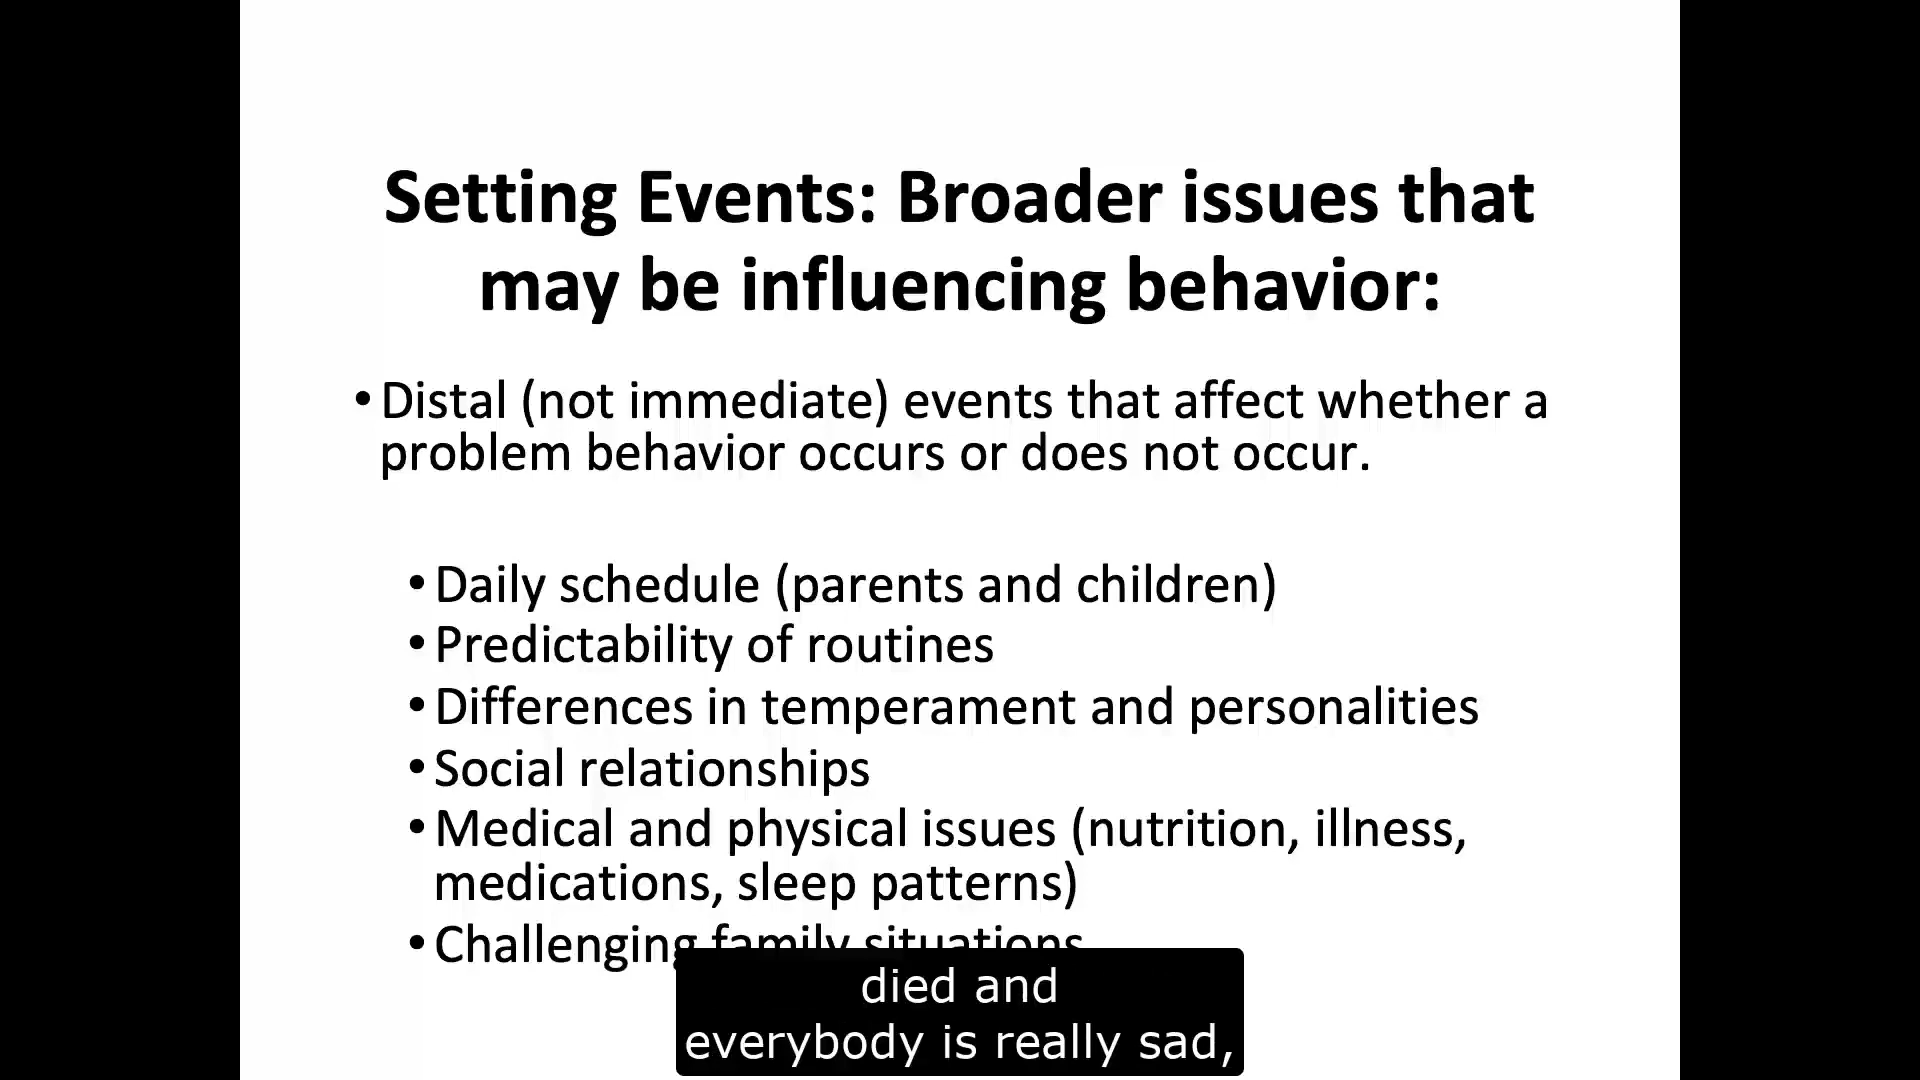 Setting Events: Broader issues that
may be influencing behavior:
• Distal (not immediate) events that affect whether a
problem behavior occurs or does not occur.
• Daily schedule (parents and children)
• Predictability of routines
• Differences in temperament and personalities
• Social relationships
• Medical and physical issues (nutrition, illness,
medications, sleep patterns)
• Challenging family situations
died and
everybody is really sad,